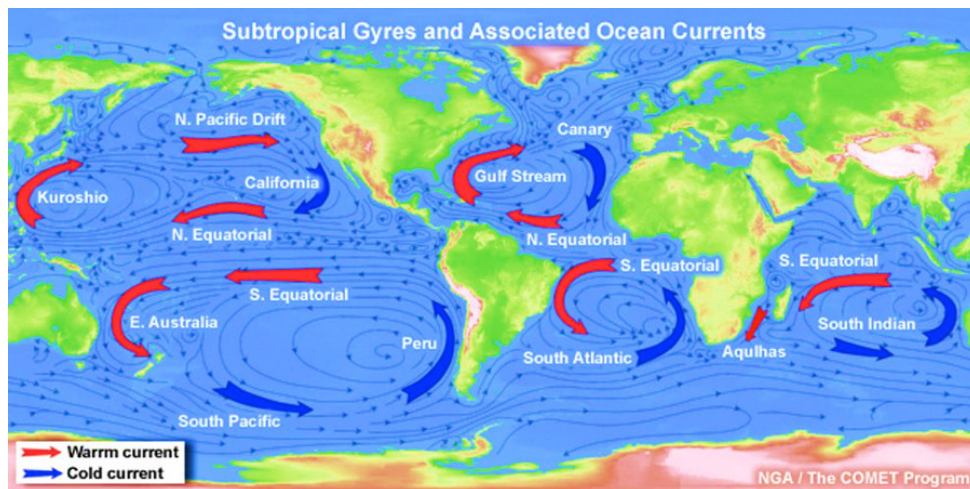 Subtropical Gyres and Associated Ocean Currents
N. Pacific Drift
Canary
Kuroshio
California
Gulf Stream
N. Equatorial
N. Equatorial
S. Equatorial
S. Equatorial
S. Equatorial
E. Australia
Peru
South Atlantic
Aqulhas
South Indian
South Pacific
Warrm current
Cold current
NGA / The COMET Program